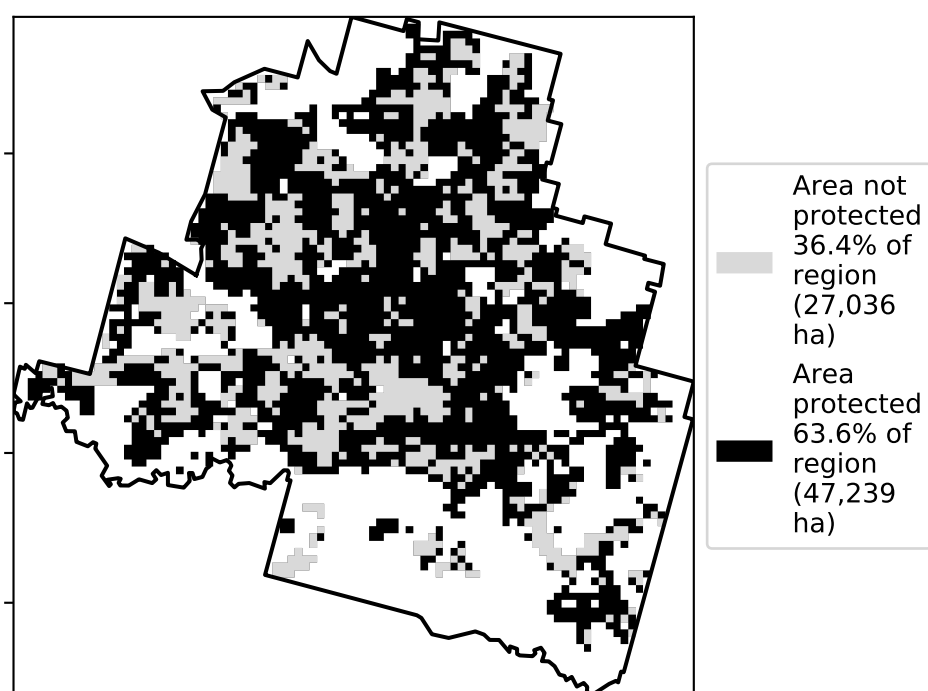 Area not
protected
36.4% of
region
(27,036
ha)
Area
protected
63.6% of
region
(47,239
ha)